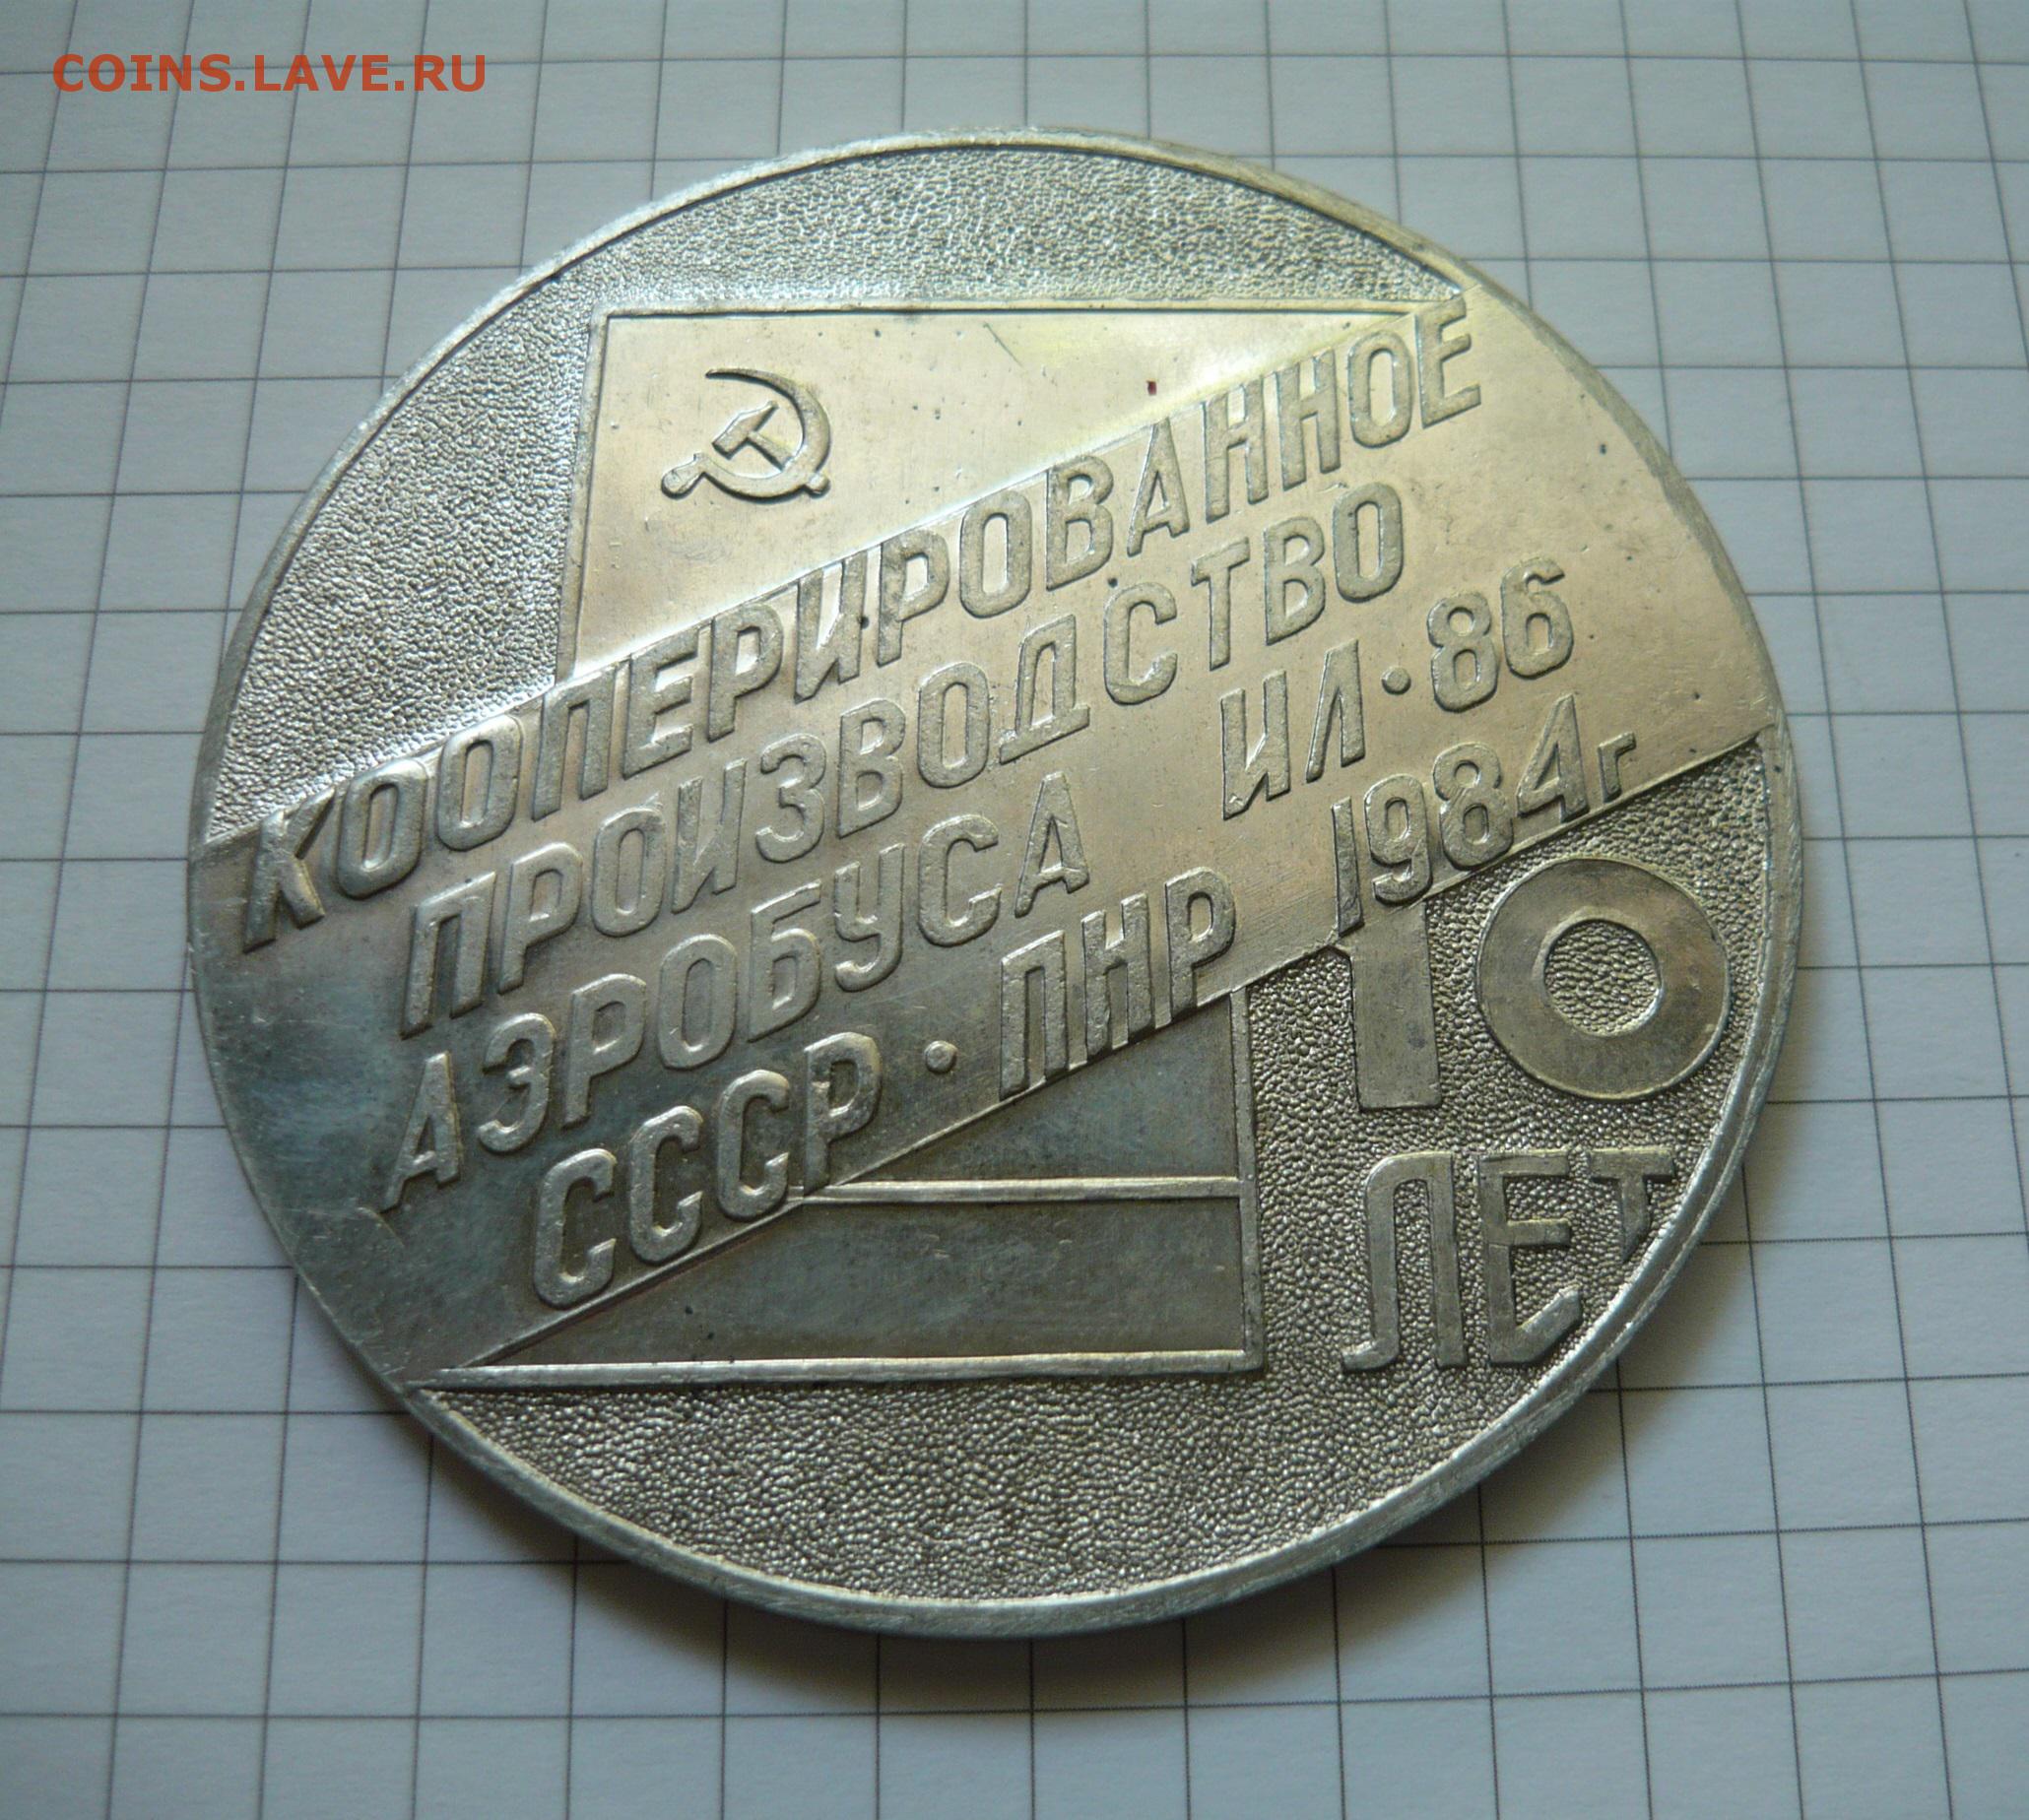 COINS.LAVE.RU
КООПЕРИРОВАННОЕ
ПРОИЗВОДСТВО
АЭРОБУСА ИЛ·86
СССР·ПНР 1984г
10
ЛЕТ